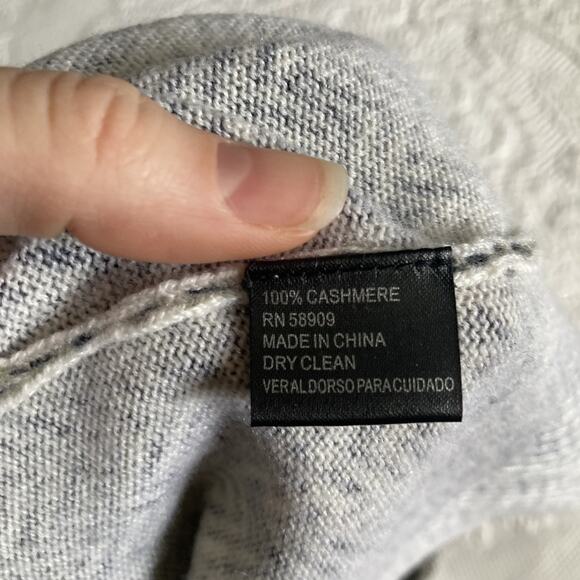 100% CASHMERE
RN 58909
MADE IN CHINA
DRY CLEAN
VER AL DORSO PARA CUIDADO